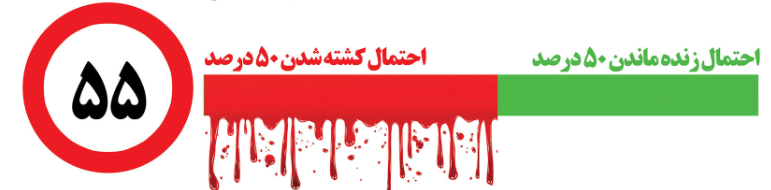 احتمال زنده ماندن ۵۰ درصد
احتمال کشته شدن ۵۰ درصد
۵۵